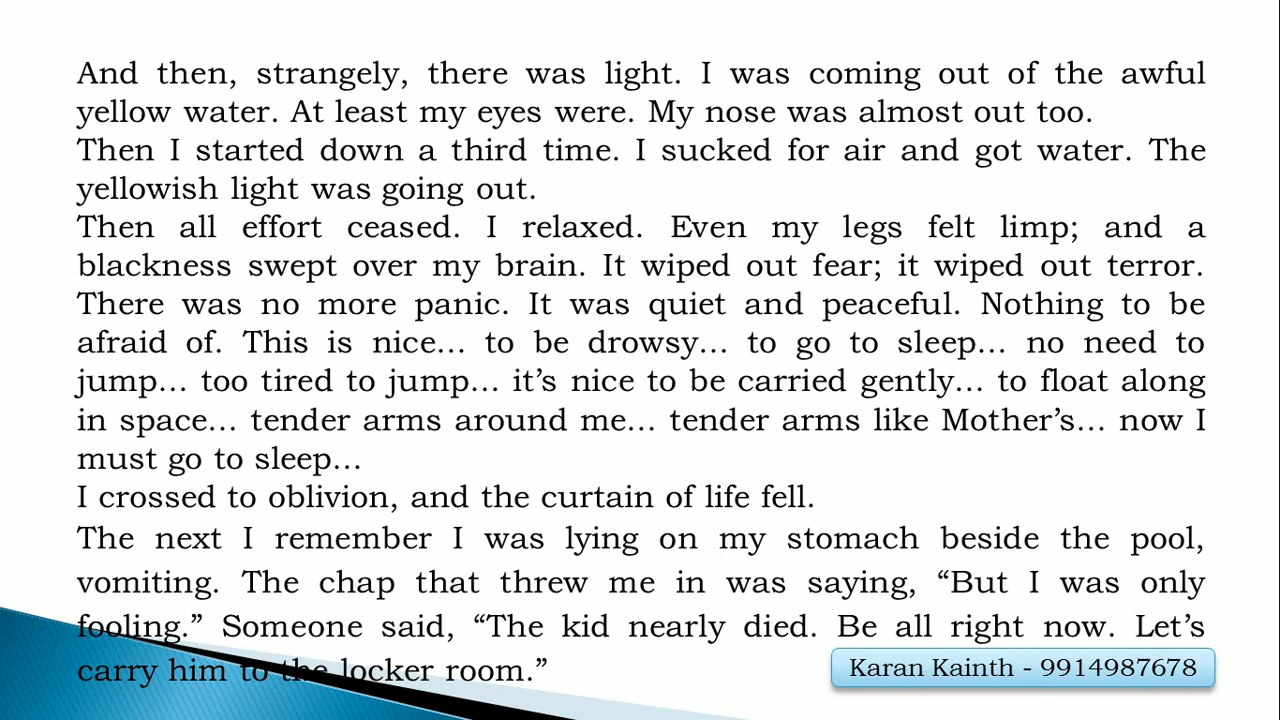 And then, strangely, there was light. I was coming out of the awful
yellow water. At least my eyes were. My nose was almost out too.
Then I started down a third time. I sucked for air and got water. The
yellowish light was going out.
Then all effort ceased. I relaxed. Even my legs felt limp; and a
blackness swept over my brain. It wiped out fear; it wiped out terror.
There was no more panic. It was quiet and peaceful. Nothing to be
afraid of. This is nice... to be drowsy... to go to sleep... no need to
jump... too tired to jump... it’s nice to be carried gently... to float along
in space... tender arms around me... tender arms like Mother’s... now I
must go to sleep...
I crossed to oblivion, and the curtain of life fell.
The next I remember I was lying on my stomach beside the pool,
vomiting. The chap that threw me in was saying, “But I was only
fooling.” Someone said, “The kid nearly died. Be all right now. Let’s
carry him to the locker room.”
Karan Kainth - 9914987678